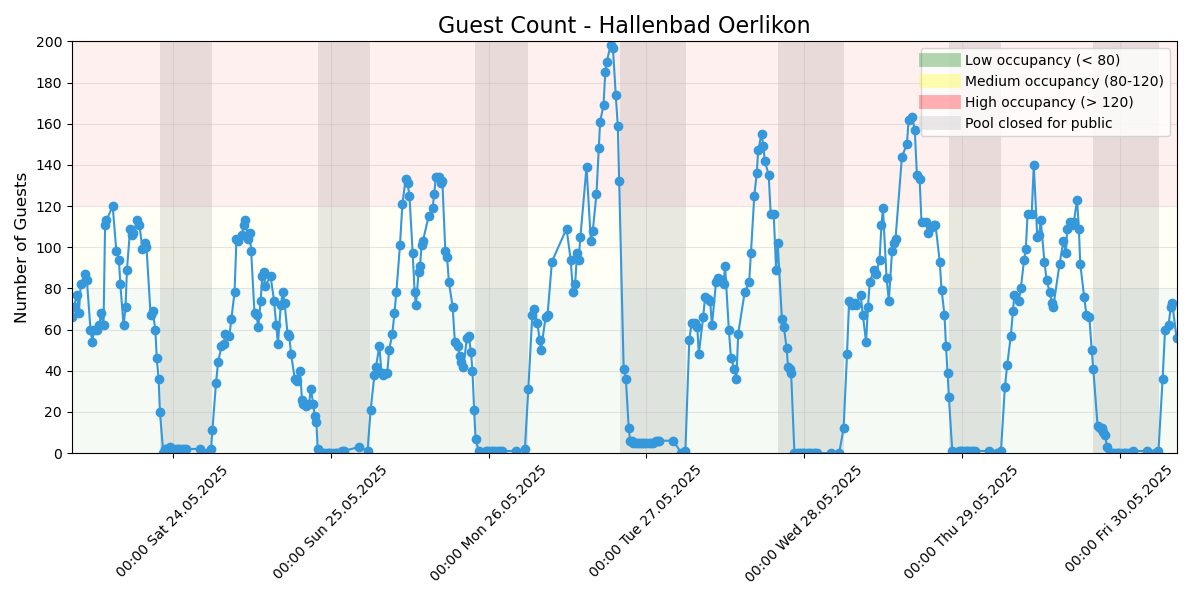 Guest Count - Hallenbad Oerlikon
Number of Guests
200
180
160
140
120
100
80
60
40
20
0
Low occupancy (< 80)
Medium occupancy (80-120)
High occupancy (> 120)
Pool closed for public
00:00 Sat 24.05.2025
00:00 Sun 25.05.2025
00:00 Mon 26.05.2025
00:00 Tue 27.05.2025
00:00 Wed 28.05.2025
00:00 Thu 29.05.2025
00:00 Fri 30.05.2025